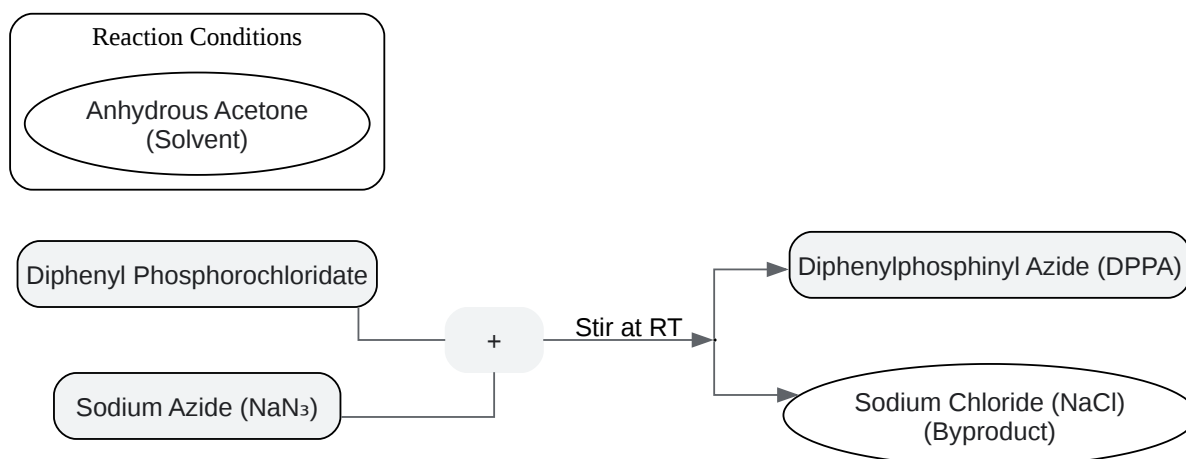 Reaction Conditions
Anhydrous Acetone
(Solvent)
Diphenyl Phosphorochloridate
Sodium Azide (NaN₃)
+
Stir at RT
Diphenylphosphinyl Azide (DPPA)
Sodium Chloride (NaCl)
(Byproduct)